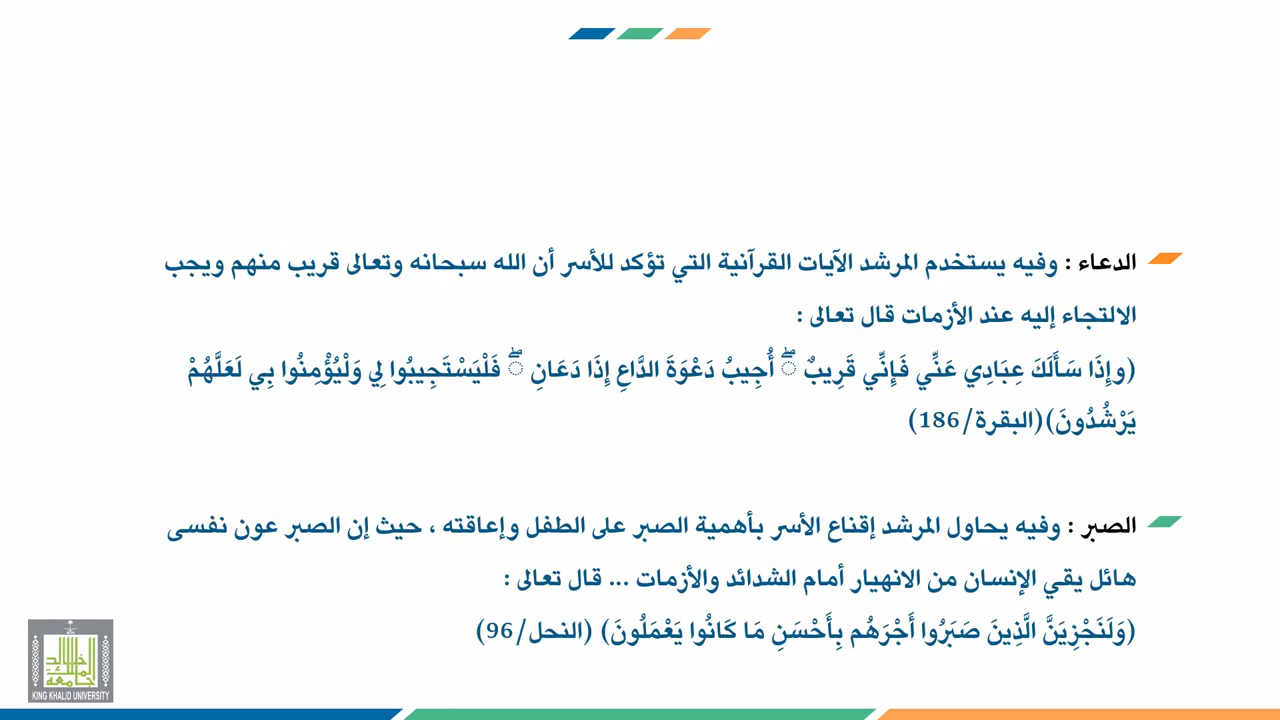 الدعاء : وفيه يستخدم المرشد الآيات القرآنية التي تؤكد للأسر أن الله سبحانه وتعالى قريب منهم ويجب
الالتجاء إليه عند الأزمات قال تعالى :
(وإِذَا سَأَلَكَ عِبَادِي عَنِّي فَإِنِّي قَرِيبٌ ۖ أُجِيبُ دَعْوَةَ الدَّاعِ إِذَا دَعَانِ ۖ فَلْيَسْتَجِيبُوا لِي وَلْيُؤْمِنُوا بِي لَعَلَّهُمْ
يَرْشُدُونَ)(البقرة/186)
الصبر : وفيه يحاول المرشد إقناع الأسر بأهمية الصبر على الطفل وإعاقته ، حيث إن الصبر عون نفسى
هائل يقي الإنسان من الانهيار أمام الشدائد والأزمات ... قال تعالى :
(وَلَنَجْزِيَنَّ الَّذِينَ صَبَرُوا أَجْرَهُم بِأَحْسَنِ مَا كَانُوا يَعْمَلُونَ) (النحل/96)
جامعة الملك خالد
KING KHALID UNIVERSITY